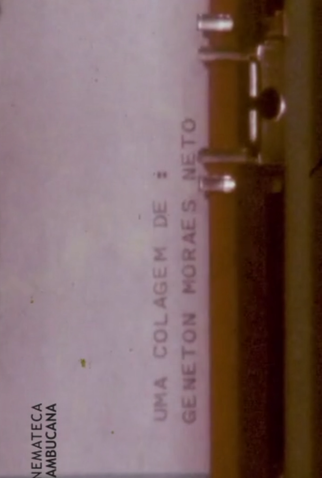 UMA COLAGEM DE :
GENETON MORAES NETO
NEMATECA
AMBUCANA